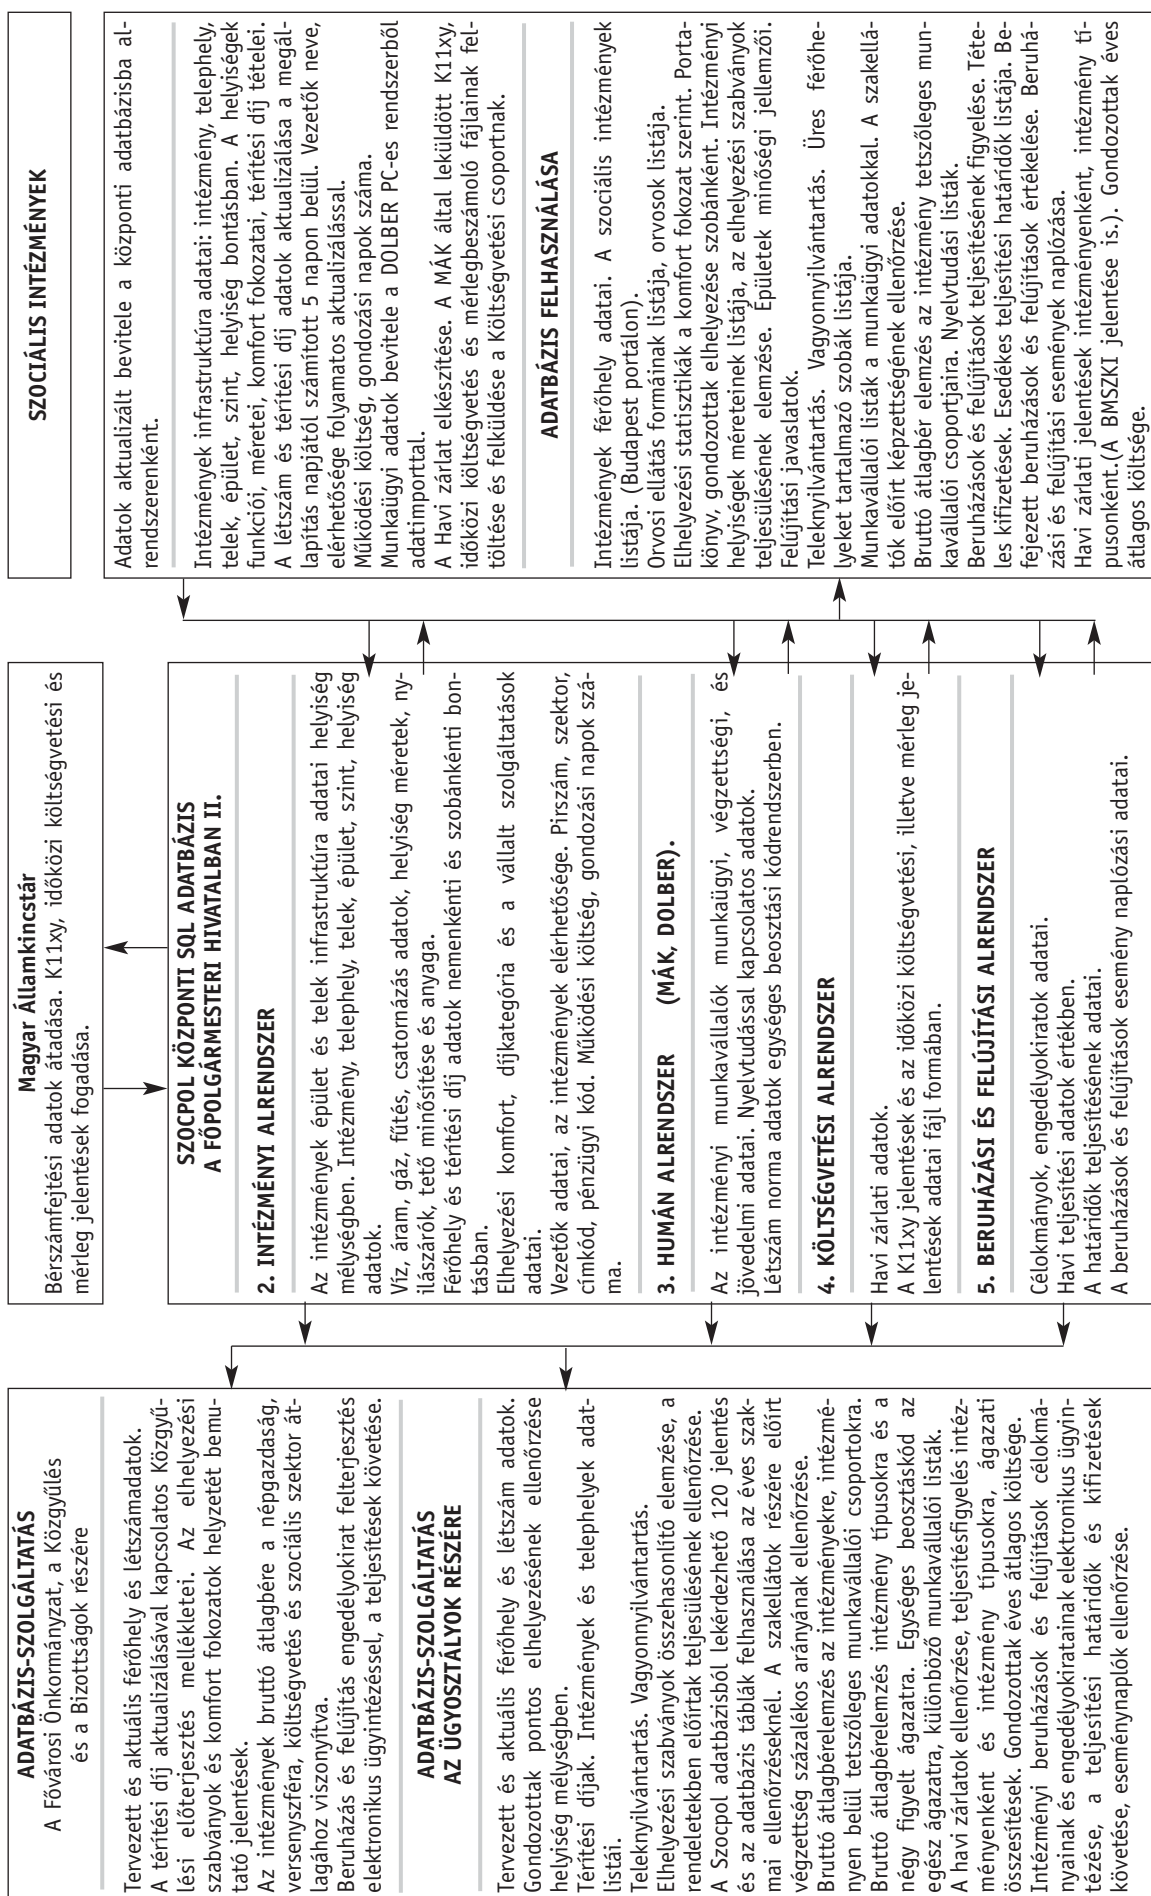 ADATBÁZIS-SZOLGÁLTATÁS
A Fővárosi Önkormányzat, a Közgyűlés
és a Bizottságok részére
Tervezett és aktuális férőhely és létszámadatok.
A térítési díj aktualizálásával kapcsolatos Közgyű-
lési előterjesztés mellékletei. Az elhelyezési
szabványok és komfort fokozatok helyzetét bemu-
tató jelentések.
Az intézmények bruttó átlagbére a népgazdaság,
versenyszféra, költségvetés és szociális szektor át-
lagához viszonyítva.
Beruházás és felújítás engedélyokirat felterjesztés
elektronikus ügyintézéssel, a teljesítések követése.
ADATBÁZIS-SZOLGÁLTATÁS
AZ ÜGYOSZTÁLYOK RÉSZÉRE
Tervezett és aktuális férőhely és létszám adatok.
Gondozottak pontos elhelyezésének ellenőrzése
helyiség mélységben.
Térítési díjak. Intézmények és telephelyek adat-
listái.
Teleknyilvántartás. Vagyonnyilvántartás.
Elhelyezési szabványok összehasonlító elemzése, a
rendeletekben előírtak teljesülésének ellenőrzése.
A Szocpol adatbázisból lekérdezhető 120 jelentés
és az adatbázis táblák felhasználása az éves szak-
mai ellenőrzéseknél. A szakellátók részére előírt
végzettség százalékos arányának ellenőrzése.
Bruttó átlagbérelemzés az intézményekre, intézmé-
nyen belül tetszőleges munkavállalói csoportokra.
Bruttó átlagbérelemzés intézmény típusokra és a
négy figyelt ágazatra. Egységes beosztáskód az
egész ágazatra, különböző munkavállalói listák.
A havi zárlatok ellenőrzése, teljesítésfigyelés intéz-
ményenként és intézmény típusokra, ágazati
összesítések. Gondozottak éves átlagos költsége.
Intézményi beruházások és felújítások célokmá-
nyainak és engedélyokiratainak elektronikus ügyin-
tézése, a teljesítési határidők és kifizetések
követése, eseménynaplók ellenőrzése.
Magyar Államkincstár
Bérszámfejtési adatok átadása. K11xy, időközi költségvetési és
mérleg jelentések fogadása.
SZOCPOL KÖZPONTI SQL ADATBÁZIS
A FŐPOLGÁRMESTERI HIVATALBAN II.
2. INTÉZMÉNYI ALRENDSZER
Az intézmények épület és telek infrastruktúra adatai helyiség
mélységben. Intézmény, telephely, telek, épület, szint, helyiség
adatok.
Víz, áram, gáz, fűtés, csatornázás adatok, helyiség méretek, ny-
ílászárók, tető minősítése és anyaga.
Férőhely és térítési díj adatok nemenkénti és szobánkénti bon-
tásban.
Elhelyezési komfort, díjkategória és a vállalt szolgáltatások
adatai.
Vezetők adatai, az intézmények elérhetősége. Pirszám, szektor,
címkód, pénzügyi kód. Működési költség, gondozási napok szá-
ma.
3. HUMÁN ALRENDSZER (MÁK, DOLBER).
Az intézményi munkavállalók munkaügyi, végzettségi, és
jövedelmi adatai. Nyelvtudással kapcsolatos adatok.
Létszám norma adatok egységes beosztási kódrendszerben.
4. KÖLTSÉGVETÉSI ALRENDSZER
Havi zárlati adatok.
A K11xy jelentések és az időközi költségvetési, illetve mérleg je-
lentések adatai fájl formában.
5. BERUHÁZÁSI ÉS FELÚJÍTÁSI ALRENDSZER
Célokmányok, engedélyokiratok adatai.
Havi teljesítési adatok értékben.
A határidők teljesítésének adatai.
A beruházások és felújítások esemény naplózási adatai.
SZOCIÁLIS INTÉZMÉNYEK
Adatok aktualizált bevitele a központi adatbázisba al-
rendszerenként.
Intézmények infrastruktúra adatai: intézmény, telephely,
telek, épület, szint, helyiség bontásban. A helyiségek
funkciói, méretei, komfort fokozatai, térítési díj tételei.
A létszám és térítési díj adatok aktualizálása a megál-
lapítás napjától számított 5 napon belül. Vezetők neve,
elérhetősége folyamatos aktualizálással.
Működési költség, gondozási napok száma.
Munkaügyi adatok bevitele a DOLBER PC-es rendszerből
adatimporttal.
A Havi zárlat elkészítése. A MÁK által leküldött K11xy,
időközi költségvetés és mérlegbeszámoló fájlainak fel-
töltése és felküldése a Költségvetési csoportnak.
ADATBÁZIS FELHASZNÁLÁSA
Intézmények férőhely adatai. A szociális intézmények
listája. (Budapest portálon).
Orvosi ellátás formáinak listája, orvosok listája.
Elhelyezési statisztikák a komfort fokozat szerint. Porta-
könyv, gondozottak elhelyezése szobánként. Intézményi
helyiségek méreteinek listája, az elhelyezési szabványok
teljesülésének elemzése. Épületek minőségi jellemzői.
Felújítási javaslatok.
Teleknyilvántartás. Vagyonnyilvántartás. Üres férőhe-
lyeket tartalmazó szobák listája.
Munkavállalói listák a munkaügyi adatokkal. A szakellá-
tók előírt képzettségének ellenőrzése.
Bruttó átlagbér elemzés az intézmény tetszőleges mun-
kavállalói csoportjaira. Nyelvtudási listák.
Beruházások és felújítások teljesítésének figyelése. Téte-
les kifizetések. Esedékes teljesítési határidők listája. Be-
fejezett beruházások és felújítások értékelése. Beruhá-
zási és felújítási események naplózása.
Havi zárlati jelentések intézményenként, intézmény tí-
pusonként.(A BMSZKI jelentése is.). Gondozottak éves
átlagos költsége.